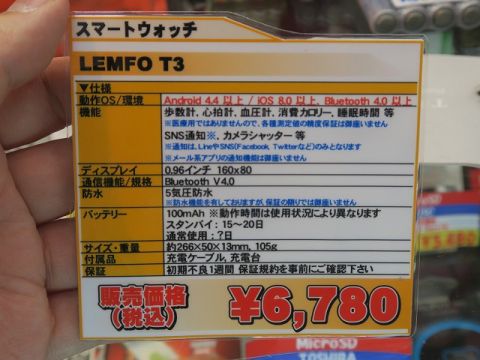 スマートウォッチ
LEMFO T3
▼仕様
動作OS/環境 Android 4.4 以上 / iOS 8.0 以上、Bluetooth 4.0 以上
機能 歩数計、心拍計、血圧計、消費カロリー、睡眠時間 等
※医療用ではありませんので、各種測定値の精度保証は御座いません
SNS通知※、カメラシャッター 等
※通知は、LineやSNS(Facebook, Twitterなど)のみとなります
※メール系アプリの通知機能は御座いません
ディスプレイ 0.96インチ 160x80
通信機能/規格 Bluetooth V4.0
防水 5気圧防水
※防水機能を有しておりますが、保証の限りでは御座いません
バッテリー 100mAh ※動作時間は使用状況により異なります
スタンバイ : 15～20日
通常使用 : ?日
サイズ・重量 約266×50×13mm, 105g
付属品 充電ケーブル, 充電台
保証 初期不良1週間 保証規約を事前にご確認下さい
販売価格
(税込) ¥6,780
MicroSD
TOSHIBA